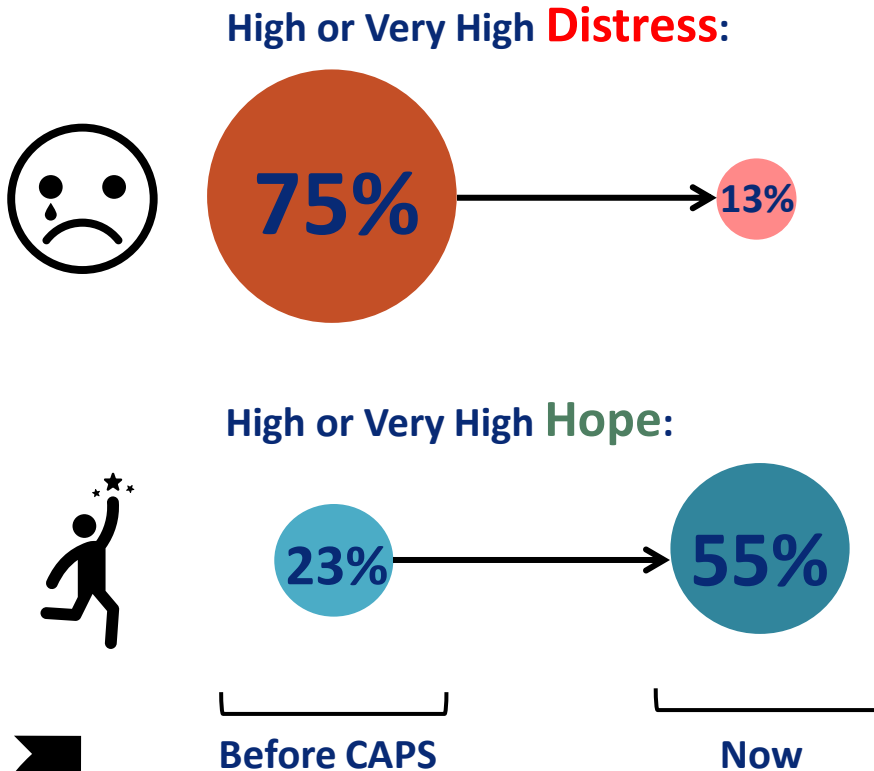 High or Very High Distress:
75%
13%
High or Very High Hope:
23%
55%
Before CAPS
Now